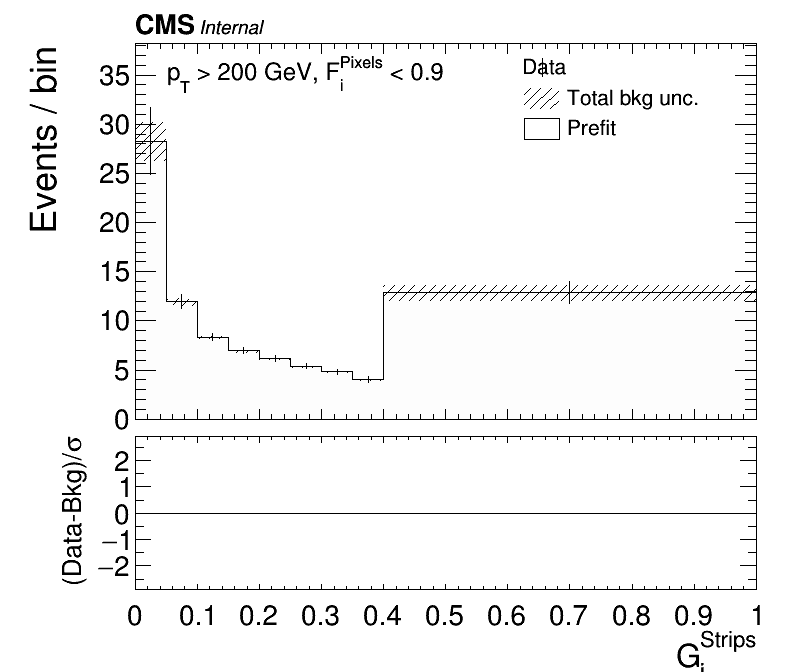 CMS Internal
p_T > 200 GeV, F_i^Pixels < 0.9
Data
Total bkg unc.
Prefit
Events / bin
35
30
25
20
15
10
5
0
(Data-Bkg)/σ
2
1
0
−1
−2
0 0.1 0.2 0.3 0.4 0.5 0.6 0.7 0.8 0.9 1
G_i^Strips